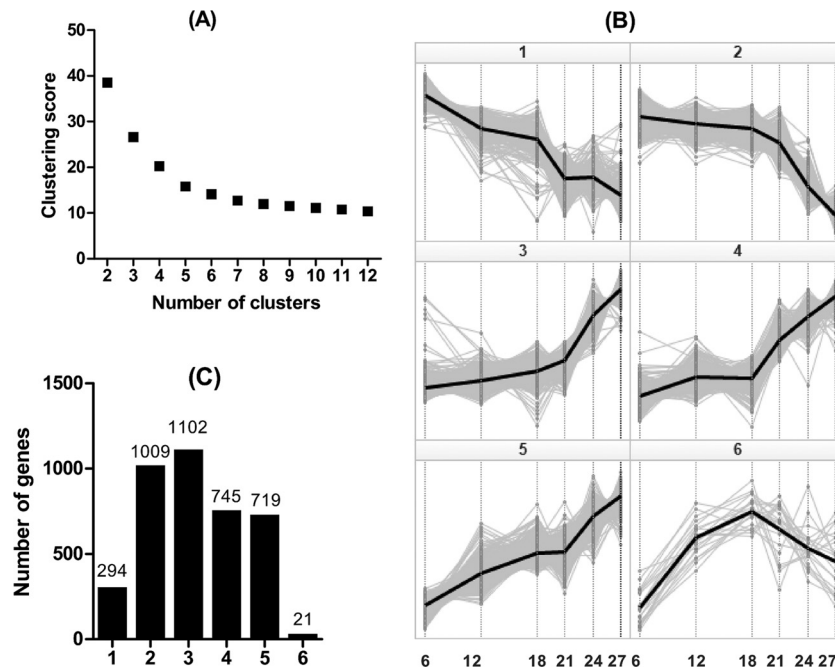 (A)
50
40
30
20
10
0
Clustering score
2 3 4 5 6 7 8 9 10 11 12
Number of clusters
(B)
1
2
3
4
5
6
6 12 18 21 24 27
6 12 18 21 24 27
(C)
1500
1000
500
0
Number of genes
294
1009
1102
745
719
21
1 2 3 4 5 6